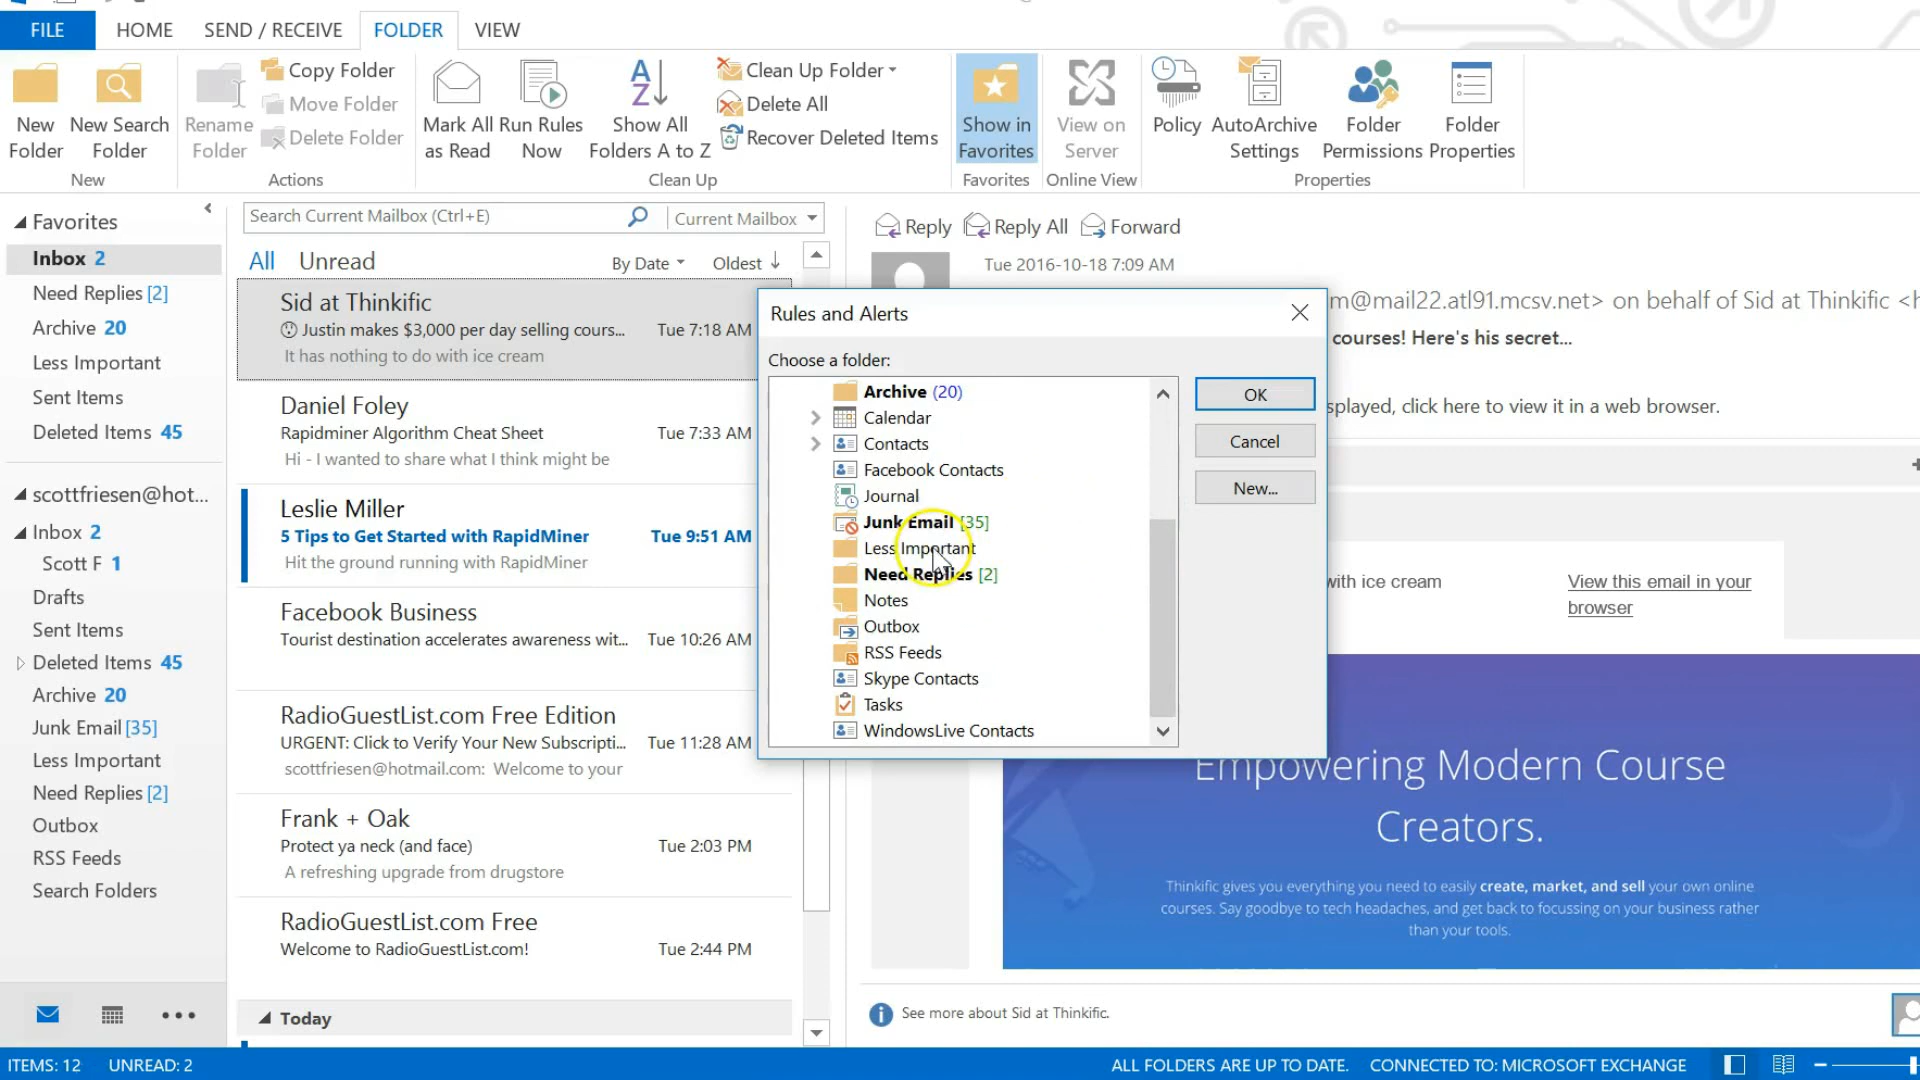 FILE HOME SEND / RECEIVE FOLDER VIEW
New Folder
New Search Folder
New
Rename Folder
Copy Folder
Move Folder
Delete Folder
Actions
Mark All as Read
Run Rules Now
Show All Folders A to Z
Clean Up Folder
Delete All
Recover Deleted Items
Clean Up
Show in Favorites
Favorites
View on Server
Online View
Policy
AutoArchive Settings
Folder Permissions
Folder Properties
Properties
Favorites
Inbox 2
Need Replies [2]
Archive 20
Less Important
Sent Items
Deleted Items 45
scottfriesen@hot...
Inbox 2
Scott F 1
Drafts
Sent Items
Deleted Items 45
Archive 20
Junk Email [35]
Less Important
Need Replies [2]
Outbox
RSS Feeds
Search Folders
Search Current Mailbox (Ctrl+E)
Current Mailbox
All Unread
By Date Oldest
Sid at Thinkific
Justin makes $3,000 per day selling cours... Tue 7:18 AM
It has nothing to do with ice cream
Daniel Foley
Rapidminer Algorithm Cheat Sheet Tue 7:33 AM
Hi - I wanted to share what I think might be
Leslie Miller
5 Tips to Get Started with RapidMiner Tue 9:51 AM
Hit the ground running with RapidMiner
Facebook Business
Tourist destination accelerates awareness wit... Tue 10:26 AM
RadioGuestList.com Free Edition
URGENT: Click to Verify Your New Subscripti... Tue 11:28 AM
scottfriesen@hotmail.com: Welcome to your
Frank + Oak
Protect ya neck (and face) Tue 2:03 PM
A refreshing upgrade from drugstore
RadioGuestList.com Free
Welcome to RadioGuestList.com! Tue 2:44 PM
Today
Reply Reply All Forward
Tue 2016-10-18 7:09 AM
m@mail22.atl91.mcsv.net> on behalf of Sid at Thinkific <h
courses! Here's his secret...
splayed, click here to view it in a web browser.
Rules and Alerts
Choose a folder:
Archive (20)
Calendar
Contacts
Facebook Contacts
Journal
Junk Email [35]
Less Important
Need Replies [2]
Notes
Outbox
RSS Feeds
Skype Contacts
Tasks
WindowsLive Contacts
OK
Cancel
New...
with ice cream
View this email in your
browser
Empowering Modern Course
Creators.
Thinkific gives you everything you need to easily create, market, and sell your own online
courses. Say goodbye to tech headaches, and get back to focussing on your business rather
than your tools.
See more about Sid at Thinkific.
ITEMS: 12 UNREAD: 2
ALL FOLDERS ARE UP TO DATE. CONNECTED TO: MICROSOFT EXCHANGE